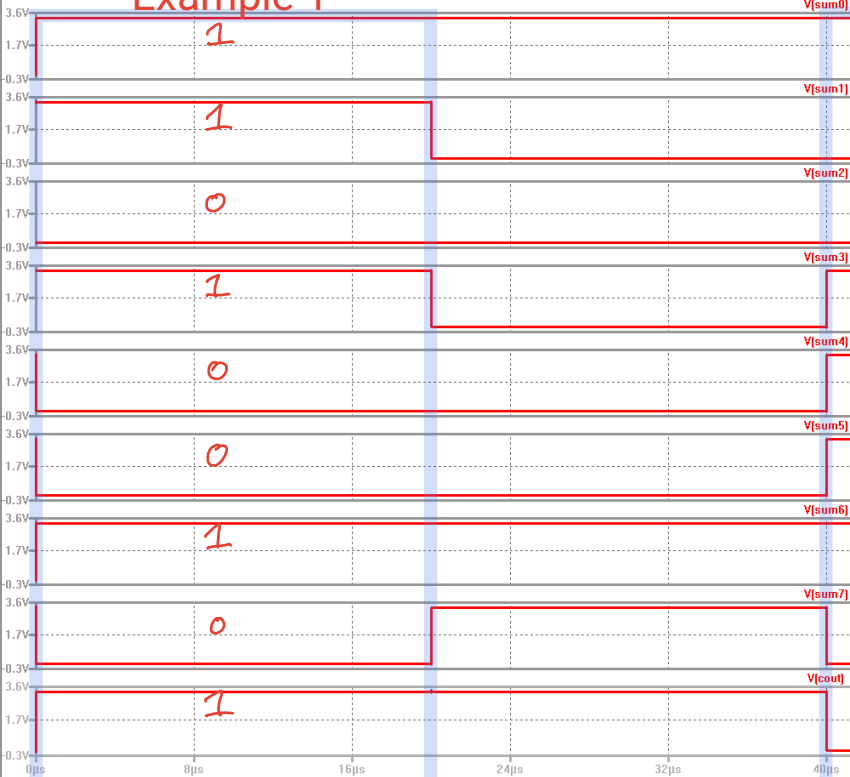 Example 1
V(sum0)
3.6V
1
1.7V
-0.3V
V(sum1)
3.6V
1
1.7V
-0.3V
V(sum2)
3.6V
0
1.7V
-0.3V
V(sum3)
3.6V
1
1.7V
-0.3V
V(sum4)
3.6V
0
1.7V
-0.3V
V(sum5)
3.6V
0
1.7V
-0.3V
V(sum6)
3.6V
1
1.7V
-0.3V
V(sum7)
3.6V
0
1.7V
-0.3V
V(cout)
3.6V
1
1.7V
-0.3V
0µs 8µs 16µs 24µs 32µs 40µs